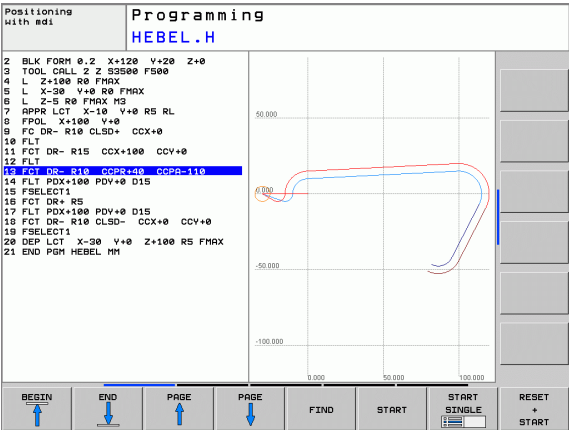 Positioning
with mdi
Programming
HEBEL.H
2 BLK FORM 0.2 X+120 Y+20 Z+0
3 TOOL CALL 2 Z S3500 F500
4 L Z+100 R0 FMAX
5 L X-30 Y+0 R0 FMAX
6 L Z-5 R0 FMAX M3
7 APPR LCT X-10 Y+0 R5 RL
8 FPOL X+100 Y+0
9 FC DR- R10 CLSD+ CCX+0
10 FLT
11 FCT DR- R15 CCX+100 CCY+0
12 FLT
13 FCT DR- R10 CCPR+40 CCPA-110
14 FLT PDX+100 PDY+0 D15
15 FSELECT1
16 FCT DR+ R5
17 FLT PDX+100 PDY+0 D15
18 FCT DR- R10 CLSD- CCX+0 CCY+0
19 FSELECT1
20 DEP LCT X-30 Y+0 Z+100 R5 FMAX
21 END PGM HEBEL MM
50.000
0.000
-50.000
-100.000
0.000
50.000
100.000
BEGIN
END
PAGE
PAGE
FIND
START
START
SINGLE
RESET
+
START